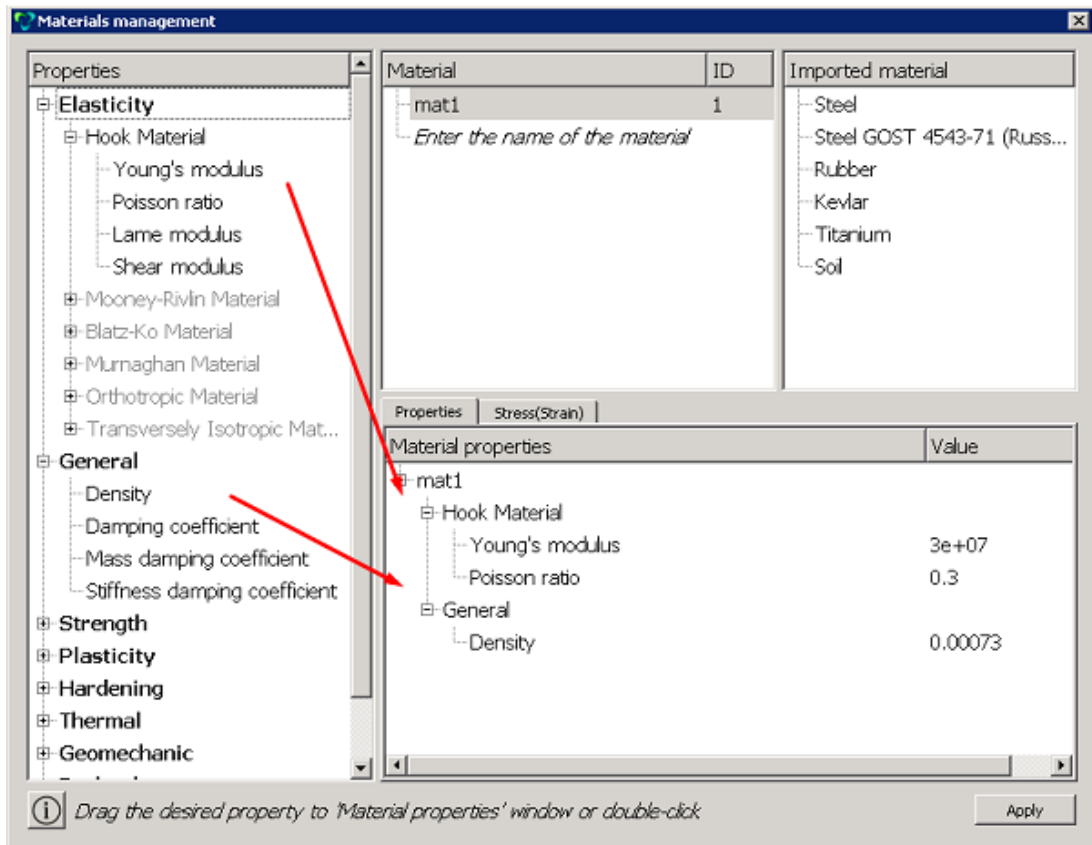 Materials management
Properties
Elasticity
Hook Material
Young's modulus
Poisson ratio
Lame modulus
Shear modulus
Mooney-Rivlin Material
Blatz-Ko Material
Murnaghan Material
Orthotropic Material
Transversely Isotropic Mat...
General
Density
Damping coefficient
Mass damping coefficient
Stiffness damping coefficient
Strength
Plasticity
Hardening
Thermal
Geomechanic
Material ID
mat1 1
Enter the name of the material
Imported material
Steel
Steel GOST 4543-71 (Russ...
Rubber
Kevlar
Titanium
Soil
Properties Stress(Strain)
Material properties Value
mat1
Hook Material
Young's modulus 3e+07
Poisson ratio 0.3
General
Density 0.00073
Drag the desired property to 'Material properties' window or double-click
Apply